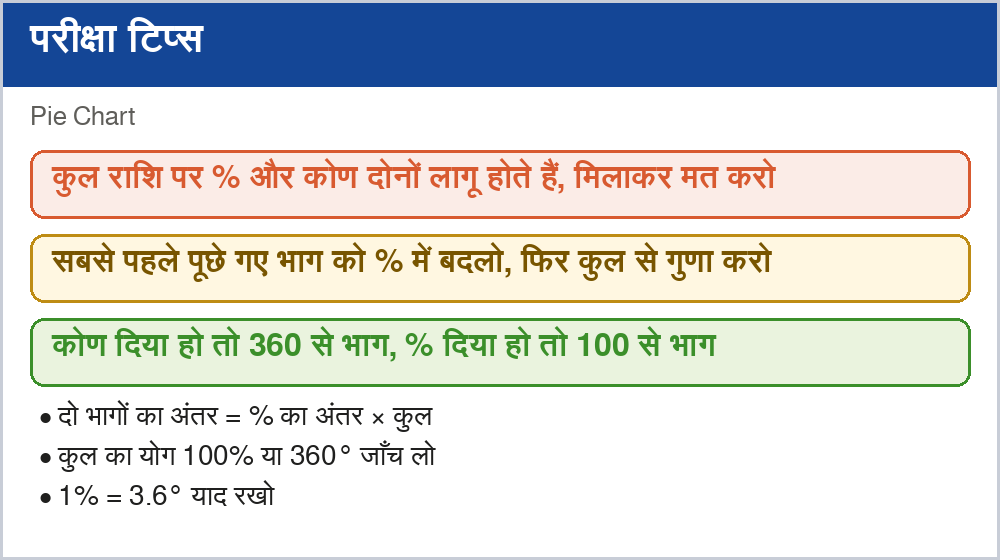 परीक्षा टिप्स
Pie Chart
कुल राशि पर % और कोण दोनों लागू होते हैं, मिलाकर मत करो
सबसे पहले पूछे गए भाग को % में बदलो, फिर कुल से गुणा करो
कोण दिया हो तो 360 से भाग, % दिया हो तो 100 से भाग
• दो भागों का अंतर = % का अंतर × कुल
• कुल का योग 100% या 360° जाँच लो
• 1% = 3.6° याद रखो